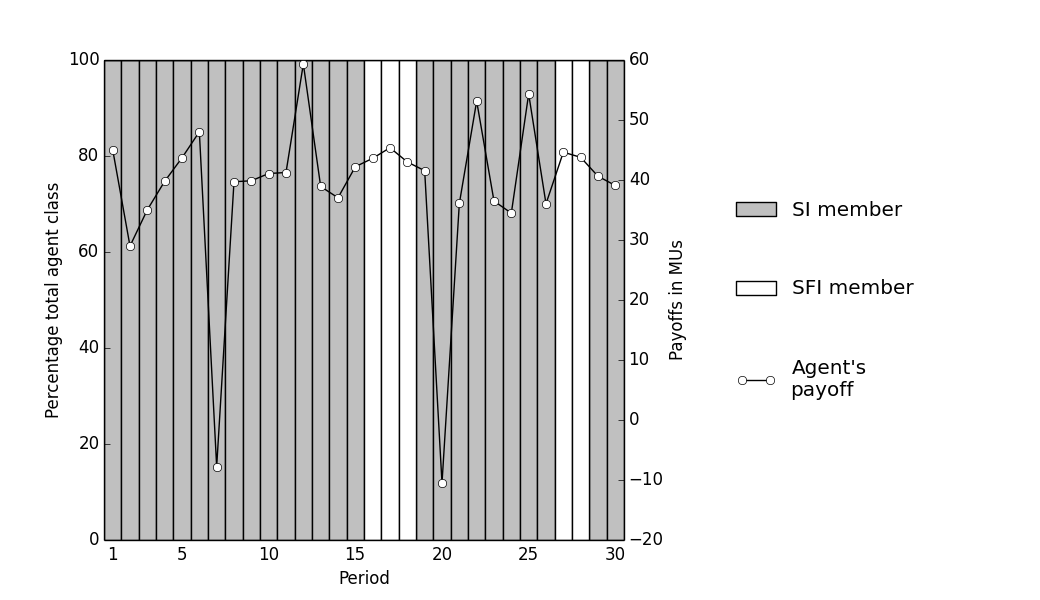 100
80
60
40
20
0
Percentage total agent class
60
50
40
30
20
10
0
−10
−20
Payoffs in MUs
1 5 10 15 20 25 30
Period
SI member
SFI member
Agent's
payoff